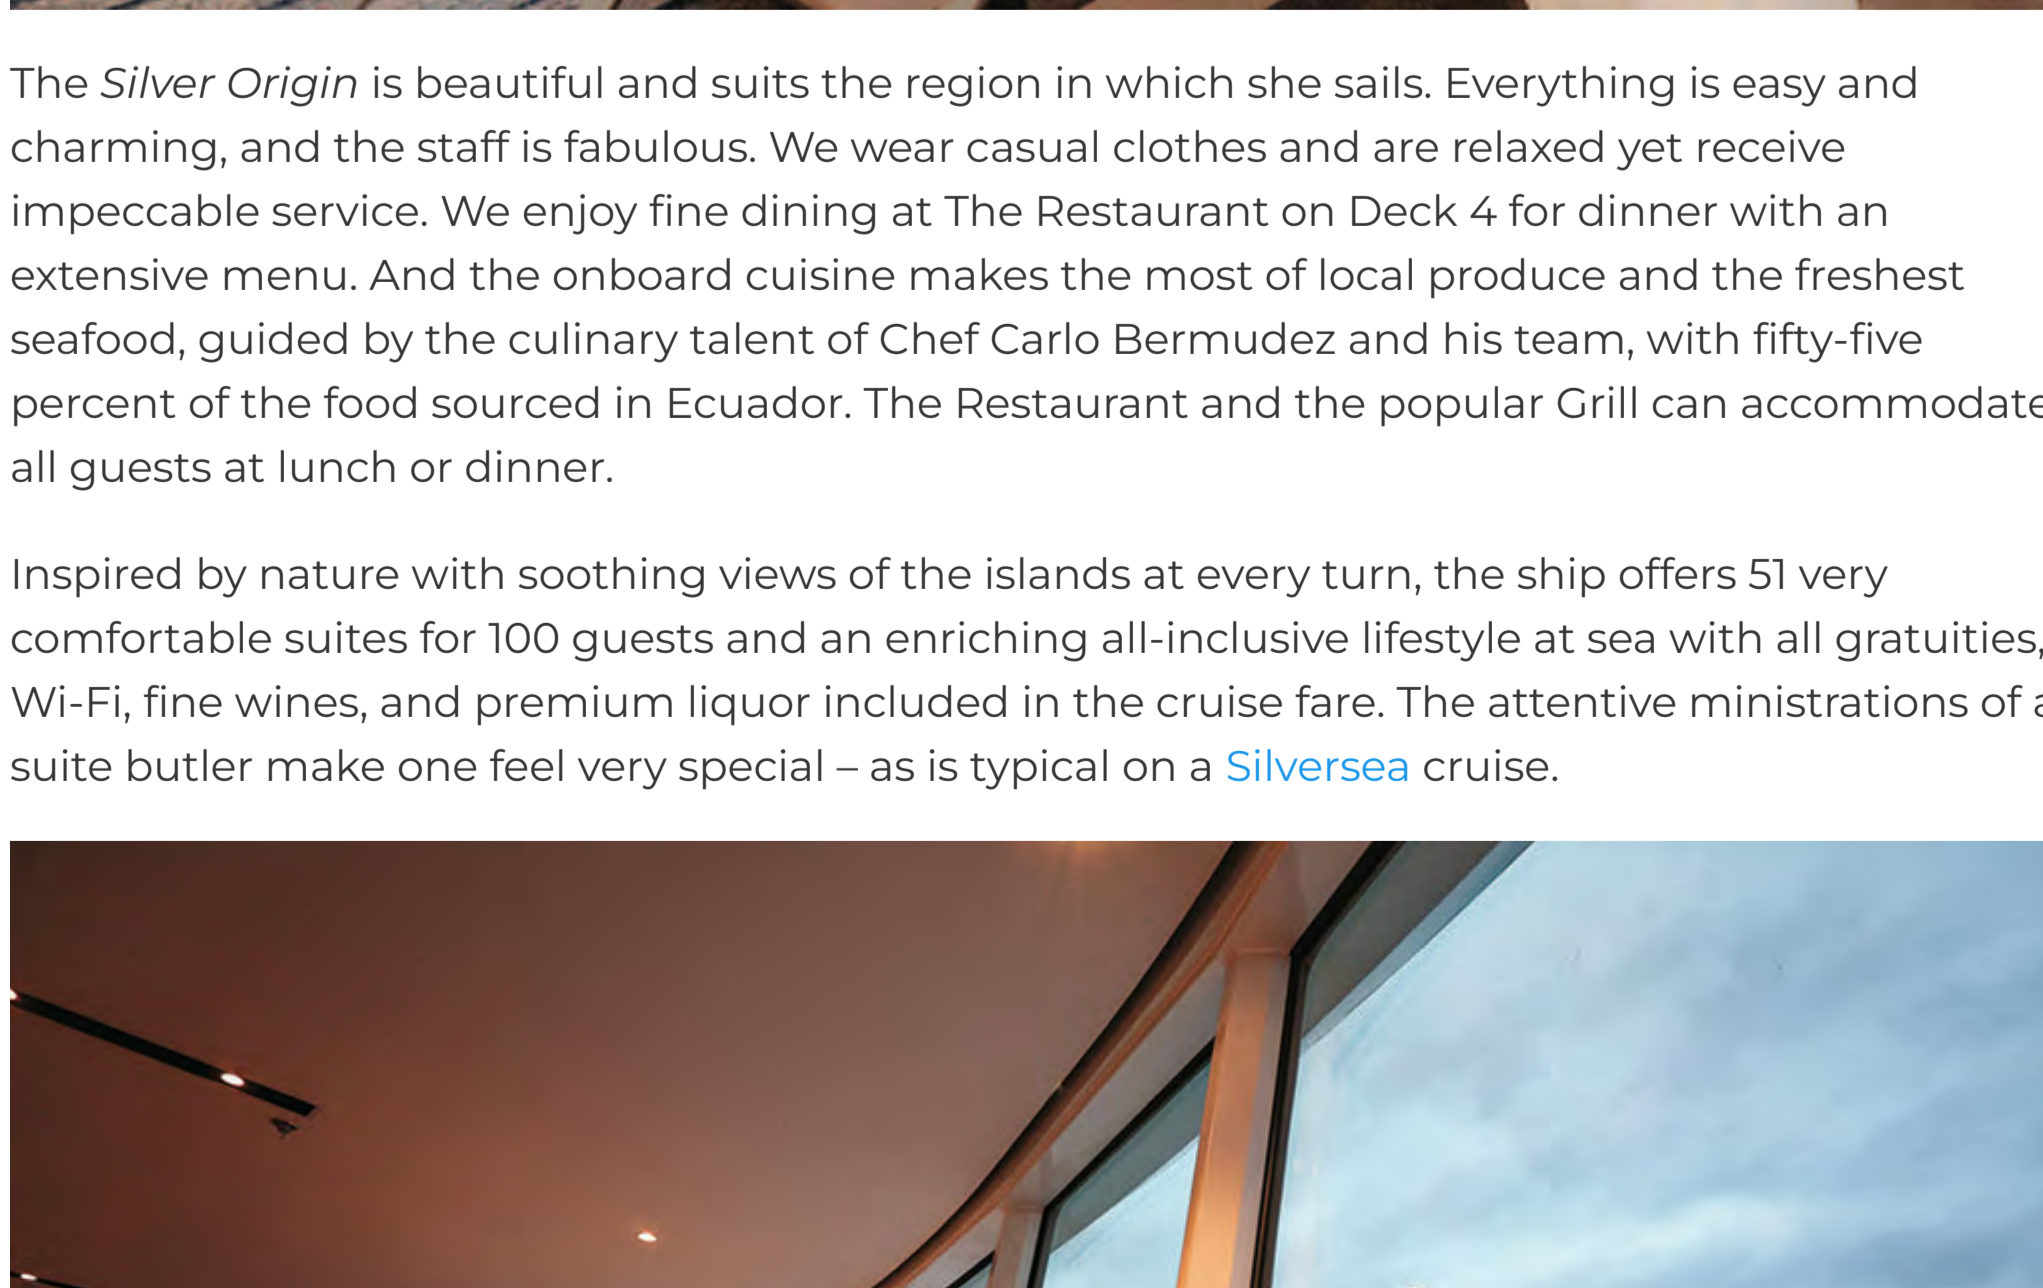 The Silver Origin is beautiful and suits the region in which she sails. Everything is easy and
charming, and the staff is fabulous. We wear casual clothes and are relaxed yet receive
impeccable service. We enjoy fine dining at The Restaurant on Deck 4 for dinner with an
extensive menu. And the onboard cuisine makes the most of local produce and the freshest
seafood, guided by the culinary talent of Chef Carlo Bermudez and his team, with fifty-five
percent of the food sourced in Ecuador. The Restaurant and the popular Grill can accommodate
all guests at lunch or dinner.
Inspired by nature with soothing views of the islands at every turn, the ship offers 51 very
comfortable suites for 100 guests and an enriching all-inclusive lifestyle at sea with all gratuities,
Wi-Fi, fine wines, and premium liquor included in the cruise fare. The attentive ministrations of a
suite butler make one feel very special – as is typical on a Silversea cruise.